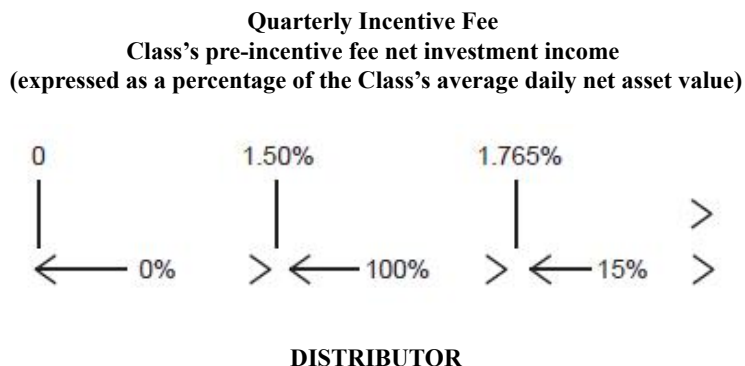 Quarterly Incentive Fee
Class's pre-incentive fee net investment income
(expressed as a percentage of the Class's average daily net asset value)
0 1.50% 1.765%
0% 100% 15%
DISTRIBUTOR